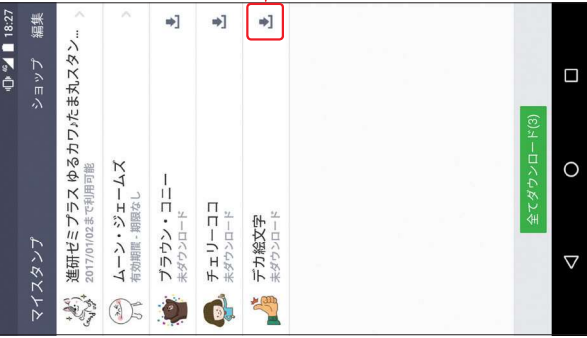 4G 18:27
マイスタンプ ショップ 編集
進研ゼミプラス ゆるカワ♪たま丸スタン...
2017/01/02まで利用可能
ムーン・ジェームズ
有効期間 - 期限なし
ブラウン・コニー
未ダウンロード
チェリーココ
未ダウンロード
デカ絵文字
未ダウンロード
全てダウンロード(3)